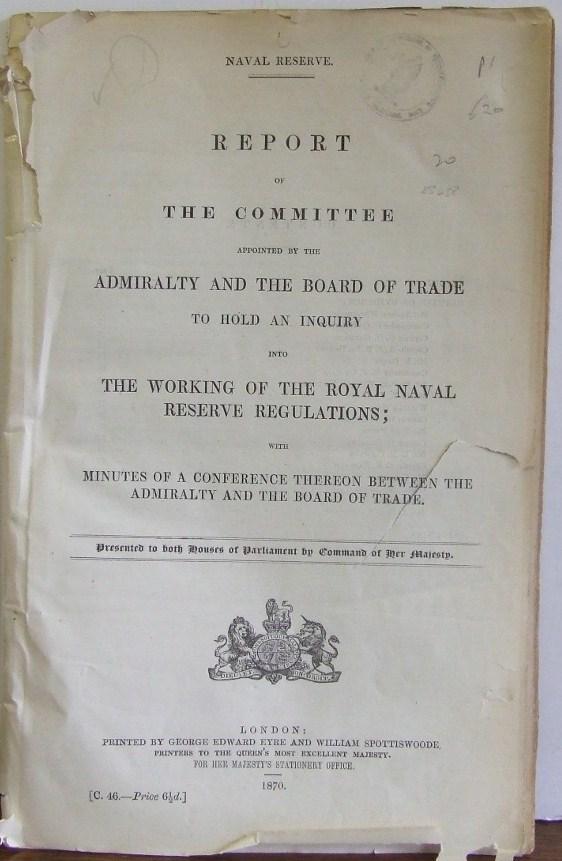 NAVAL RESERVE.
P1
620
20
REPORT
OF
THE COMMITTEE
APPOINTED BY THE
ADMIRALTY AND THE BOARD OF TRADE
TO HOLD AN INQUIRY
INTO
THE WORKING OF THE ROYAL NAVAL
RESERVE REGULATIONS;
WITH
MINUTES OF A CONFERENCE THEREON BETWEEN THE
ADMIRALTY AND THE BOARD OF TRADE.
Presented to both Houses of Parliament by Command of Her Majesty.
LONDON:
PRINTED BY GEORGE EDWARD EYRE AND WILLIAM SPOTTISWOODE,
PRINTERS TO THE QUEEN'S MOST EXCELLENT MAJESTY.
FOR HER MAJESTY'S STATIONERY OFFICE.
1870.
[C. 46.—Price 6½d.]